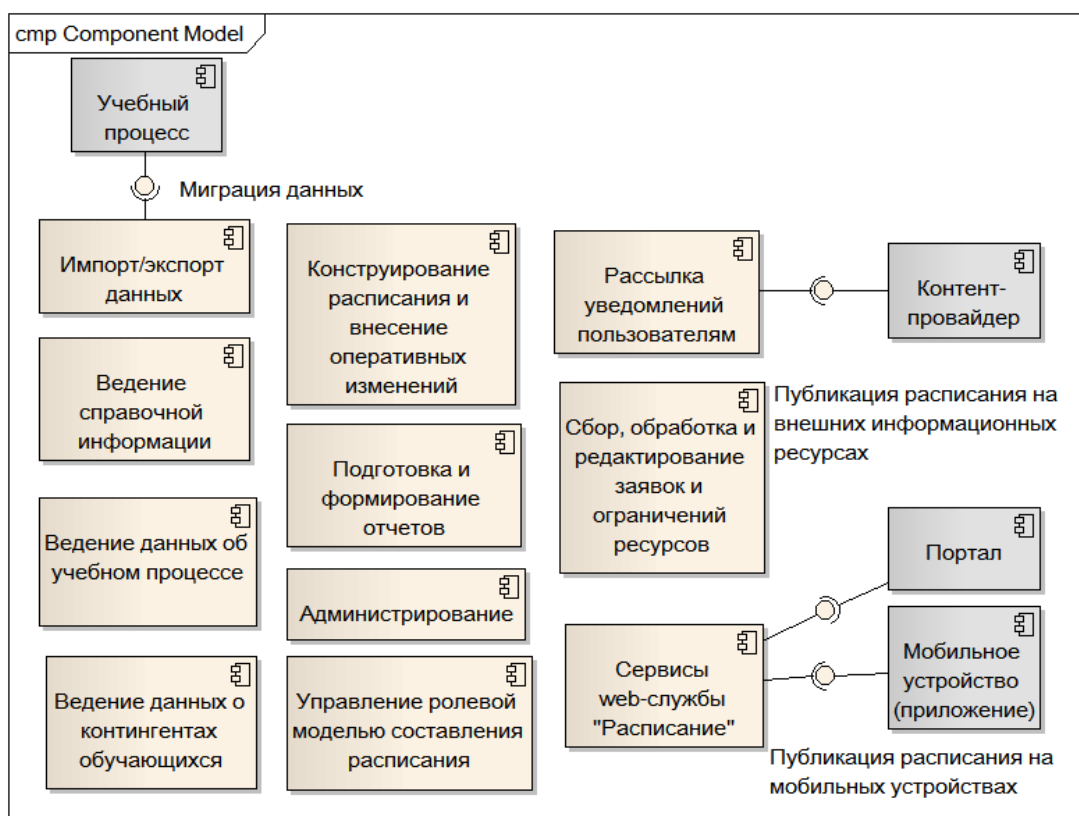 cmp Component Model
Учебный
процесс
Миграция данных
Импорт/экспорт
данных
Ведение
справочной
информации
Ведение данных об
учебном процессе
Ведение данных о
контингентах
обучающихся
Конструирование
расписания и
внесение
оперативных
изменений
Подготовка и
формирование
отчетов
Администрирование
Управление ролевой
моделью составления
расписания
Рассылка
уведомлений
пользователям
Контент-
провайдер
Сбор, обработка и
редактирование
заявок и
ограничений
ресурсов
Публикация расписания на
внешних информационных
ресурсах
Портал
Сервисы
web-службы
"Расписание"
Мобильное
устройство
(приложение)
Публикация расписания на
мобильных устройствах